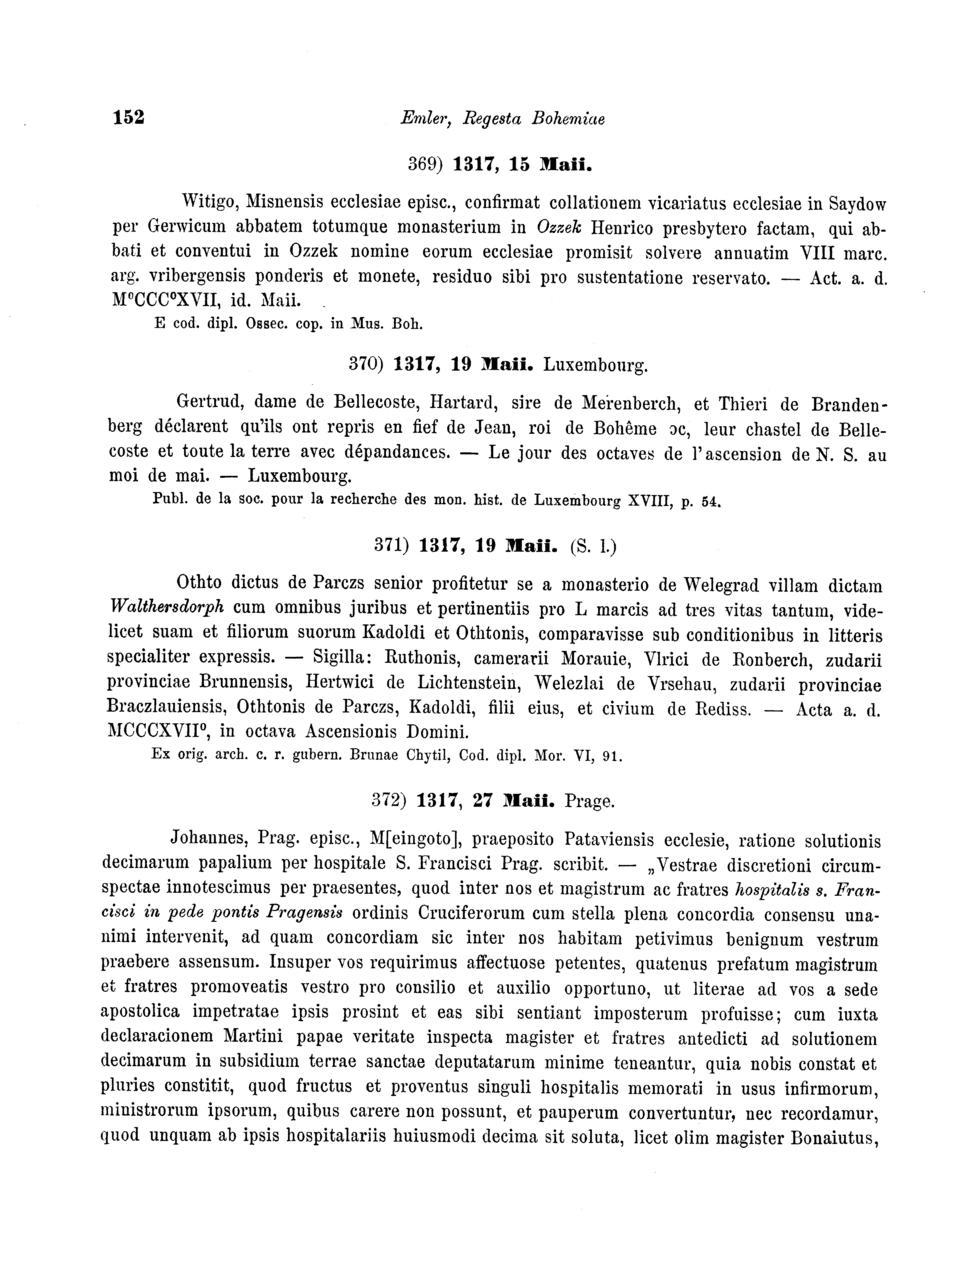 152 Emler, Regesta Bohemiae
369) 1317, 15 Maii.
Witigo, Misnensis ecclesiae episc., confirmat collationem vicariatus ecclesiae in Saydow
per Gerwicum abbatem totumque monasterium in Ozzek Henrico presbytero factam, qui ab-
bati et conventui in Ozzek nomine eorum ecclesiae promisit solvere annuatim VIII marc.
arg. vribergensis ponderis et monete, residuo sibi pro sustentatione reservato. — Act. a. d.
M°CCC°XVII, id. Maii.
E cod. dipl. Ossec. cop. in Mus. Boh.
370) 1317, 19 Maii. Luxembourg.
Gertrud, dame de Bellecoste, Hartard, sire de Merenberch, et Thieri de Branden-
berg déclarent qu'ils ont repris en fief de Jean, roi de Bohême ɔc, leur chastel de Belle-
coste et toute la terre avec dépandances. — Le jour des octaves de l'ascension de N. S. au
moi de mai. — Luxembourg.
Publ. de la soc. pour la recherche des mon. hist. de Luxembourg XVIII, p. 54.
371) 1317, 19 Maii. (S. l.)
Othto dictus de Parczs senior profitetur se a monasterio de Welegrad villam dictam
Walthersdorph cum omnibus juribus et pertinentiis pro L marcis ad tres vitas tantum, vide-
licet suam et filiorum suorum Kadoldi et Othtonis, comparavisse sub conditionibus in litteris
specialiter expressis. — Sigilla: Ruthonis, camerarii Morauie, Vlrici de Ronberch, zudarii
provinciae Brunnensis, Hertwici de Lichtenstein, Welezlai de Vrsehau, zudarii provinciae
Braczlauiensis, Othtonis de Parczs, Kadoldi, filii eius, et civium de Rediss. — Acta a. d.
MCCCXVII°, in octava Ascensionis Domini.
Ex orig. arch. c. r. gubern. Brunae Chytil, Cod. dipl. Mor. VI, 91.
372) 1317, 27 Maii. Prage.
Johannes, Prag. episc., M[eingoto], praeposito Pataviensis ecclesie, ratione solutionis
decimarum papalium per hospitale S. Francisci Prag. scribit. — „Vestrae discretioni circum-
spectae innotescimus per praesentes, quod inter nos et magistrum ac fratres hospitalis s. Fran-
cisci in pede pontis Pragensis ordinis Cruciferorum cum stella plena concordia consensu una-
nimi intervenit, ad quam concordiam sic inter nos habitam petivimus benignum vestrum
praebere assensum. Insuper vos requirimus affectuose petentes, quatenus prefatum magistrum
et fratres promoveatis vestro pro consilio et auxilio opportuno, ut literae ad vos a sede
apostolica impetratae ipsis prosint et eas sibi sentiant imposterum profuisse; cum iuxta
declaracionem Martini papae veritate inspecta magister et fratres antedicti ad solutionem
decimarum in subsidium terrae sanctae deputatarum minime teneantur, quia nobis constat et
pluries constitit, quod fructus et proventus singuli hospitalis memorati in usus infirmorum,
ministrorum ipsorum, quibus carere non possunt, et pauperum convertuntur, nec recordamur,
quod unquam ab ipsis hospitalariis huiusmodi decima sit soluta, licet olim magister Bonaiutus,